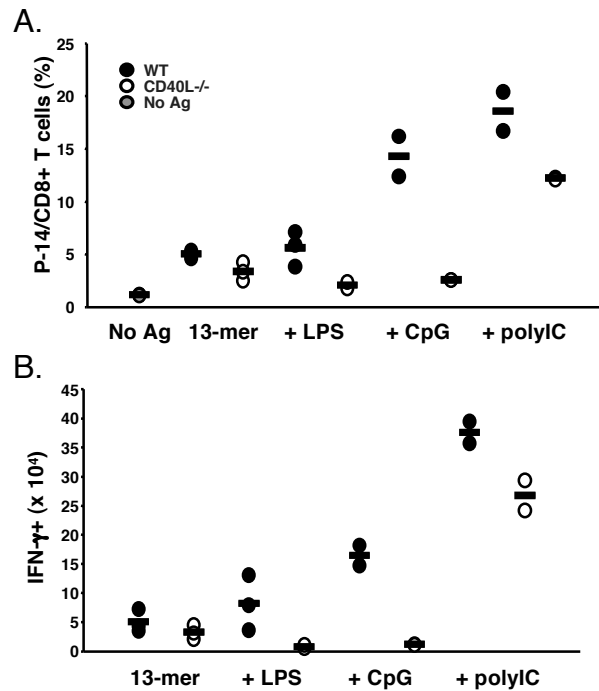 A.
P-14/CD8+ T cells (%)
25
20
15
10
5
0
WT
CD40L-/-
No Ag
No Ag 13-mer + LPS + CpG + polyIC
B.
IFN-γ+ (x 10⁴)
45
40
35
30
25
20
15
10
5
0
13-mer + LPS + CpG + polyIC